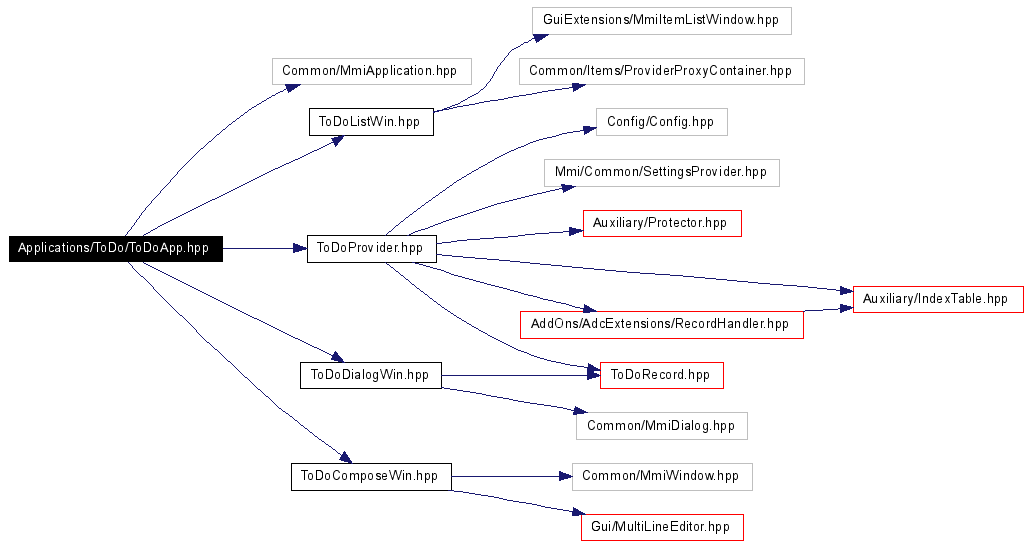 GuiExtensions/MmiItemListWindow.hpp
Common/MmiApplication.hpp
Common/Items/ProviderProxyContainer.hpp
ToDoListWin.hpp
Config/Config.hpp
Mmi/Common/SettingsProvider.hpp
Auxiliary/Protector.hpp
Applications/ToDo/ToDoApp.hpp
ToDoProvider.hpp
Auxiliary/IndexTable.hpp
AddOns/AdcExtensions/RecordHandler.hpp
ToDoDialogWin.hpp
ToDoRecord.hpp
Common/MmiDialog.hpp
ToDoComposeWin.hpp
Common/MmiWindow.hpp
Gui/MultiLineEditor.hpp